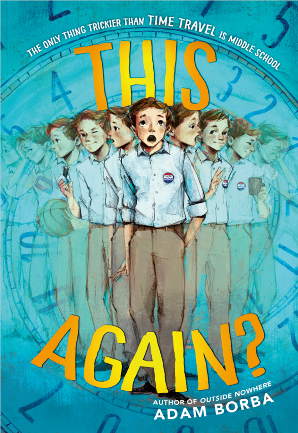 THE ONLY THING TRICKIER THAN TIME TRAVEL IS MIDDLE SCHOOL
THIS
AGAIN?
AUTHOR OF OUTSIDE NOWHERE
ADAM BORBA